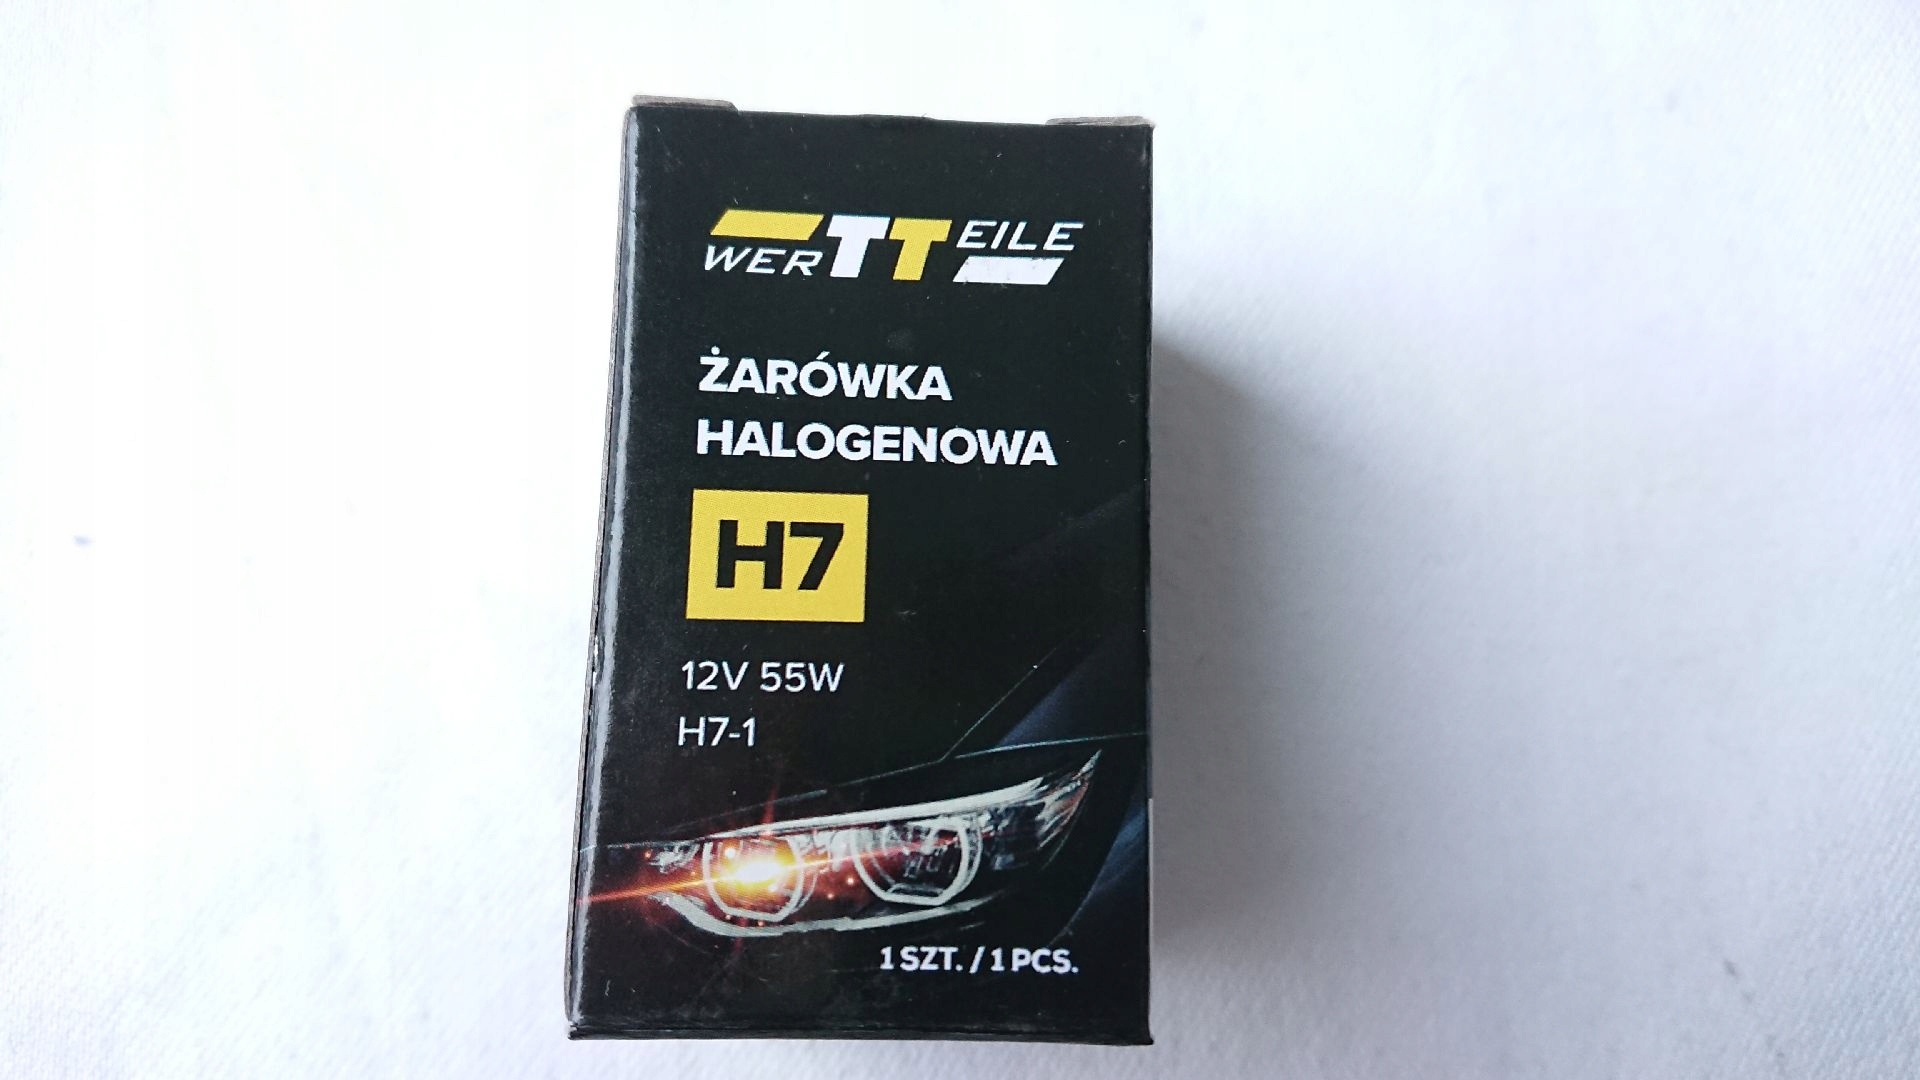 WERTTEILE
ŻARÓWKA
HALOGENOWA
H7
12V 55W
H7-1
1 SZT. / 1 PCS.